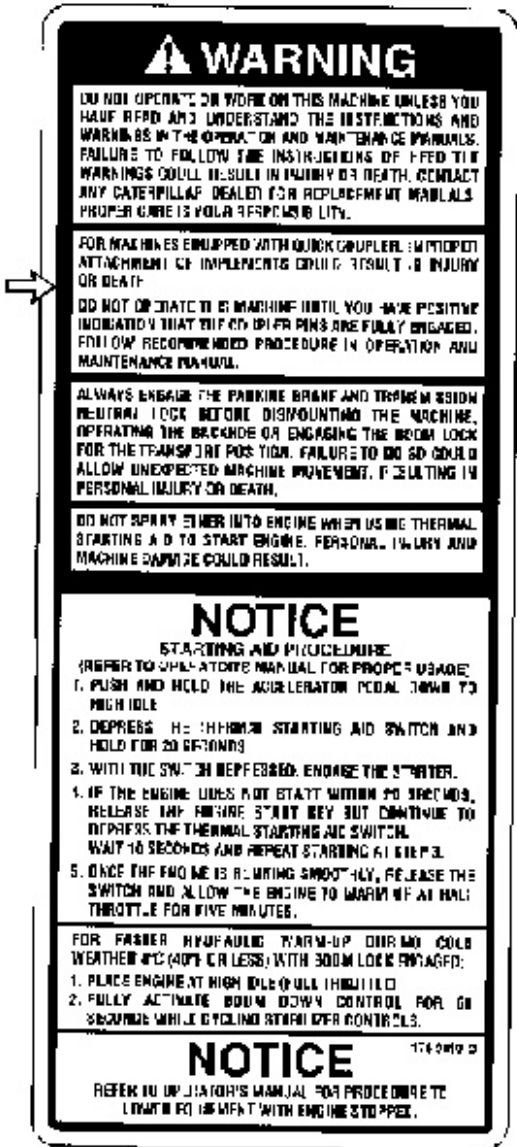 WARNING
DO NOT OPERATE OR WORK ON THIS MACHINE UNLESS YOU
HAVE READ AND UNDERSTAND THE INSTRUCTIONS AND
WARNINGS IN THE OPERATION AND MAINTENANCE MANUALS.
FAILURE TO FOLLOW THE INSTRUCTIONS OR HEED THE
WARNINGS COULD RESULT IN INJURY OR DEATH. CONTACT
ANY CATERPILLAR DEALER FOR REPLACEMENT MANUALS.
PROPER CARE IS YOUR RESPONSIBILITY.
FOR MACHINES EQUIPPED WITH QUICK COUPLER. IMPROPER
ATTACHMENT OF IMPLEMENTS COULD RESULT IN INJURY
OR DEATH
DO NOT OPERATE THIS MACHINE UNTIL YOU HAVE POSITIVE
INDICATION THAT THE COUPLER PINS ARE FULLY ENGAGED.
FOLLOW RECOMMENDED PROCEDURE IN OPERATION AND
MAINTENANCE MANUAL.
ALWAYS ENGAGE THE PARKING BRAKE AND TRANSMISSION
NEUTRAL LOCK BEFORE DISMOUNTING THE MACHINE,
OPERATING THE BACKHOE OR ENGAGING THE BOOM LOCK
FOR THE TRANSPORT POSITION. FAILURE TO DO SO COULD
ALLOW UNEXPECTED MACHINE MOVEMENT, RESULTING IN
PERSONAL INJURY OR DEATH.
DO NOT SPRAY ETHER INTO ENGINE WHEN USING THERMAL
STARTING AID TO START ENGINE. PERSONAL INJURY AND
MACHINE DAMAGE COULD RESULT.
NOTICE
STARTING AID PROCEDURE
(REFER TO OPERATOR'S MANUAL FOR PROPER USAGE)
1. PUSH AND HOLD THE ACCELERATOR PEDAL DOWN TO
HIGH IDLE
2. DEPRESS THE THERMAL STARTING AID SWITCH AND
HOLD FOR 20 SECONDS
3. WITH THE SWITCH DEPRESSED, ENGAGE THE STARTER.
4. IF THE ENGINE DOES NOT START WITHIN 20 SECONDS,
RELEASE THE ENGINE START KEY BUT CONTINUE TO
DEPRESS THE THERMAL STARTING AID SWITCH.
WAIT 10 SECONDS AND REPEAT STARTING AT STEP 3.
5. ONCE THE ENGINE IS RUNNING SMOOTHLY, RELEASE THE
SWITCH AND ALLOW THE ENGINE TO WARM UP AT HALF
THROTTLE FOR FIVE MINUTES.
FOR FASTER HYDRAULIC WARM-UP DURING COLD
WEATHER (40°F OR LESS) WITH BOOM LOCK ENGAGED:
1. PLACE ENGINE AT HIGH IDLE (FULL THROTTLE)
2. FULLY ACTIVATE BOOM DOWN CONTROL FOR
SECONDS WHILE CYCLING STABILIZER CONTROLS.
NOTICE
REFER TO OPERATOR'S MANUAL FOR PROCEDURE TO
LOWER EQUIPMENT WITH ENGINE STOPPED.